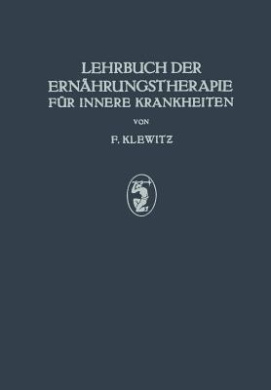 LEHRBUCH DER
ERNÄHRUNGSTHERAPIE
FÜR INNERE KRANKHEITEN
VON
F. KLEWITZ